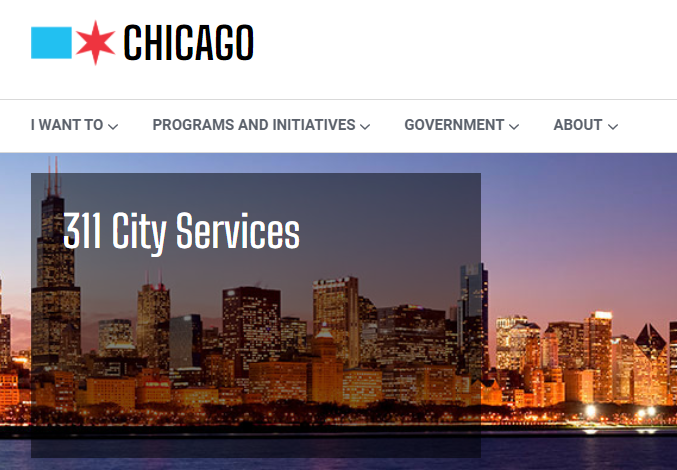 CHICAGO
I WANT TO
PROGRAMS AND INITIATIVES
GOVERNMENT
ABOUT
311 City Services